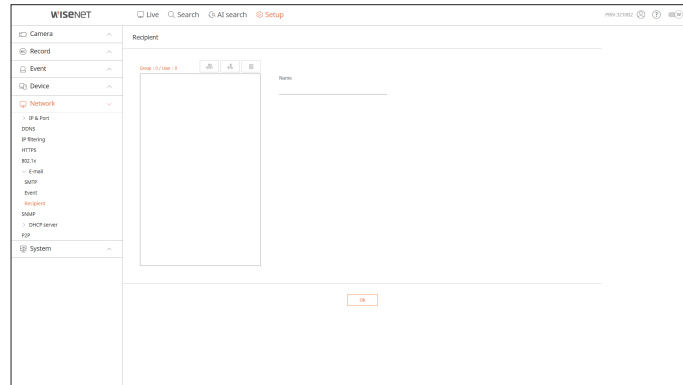 WISENET
Live Search AI search Setup
Camera
Recipient
Record
Event
Group : 0 / User : 0
Device
Name
Network
> IP & Port
DDNS
IP filtering
HTTPS
802.1x
E-mail
SMTP
Event
Recipient
SNMP
> DHCP server
P2P
System
OK